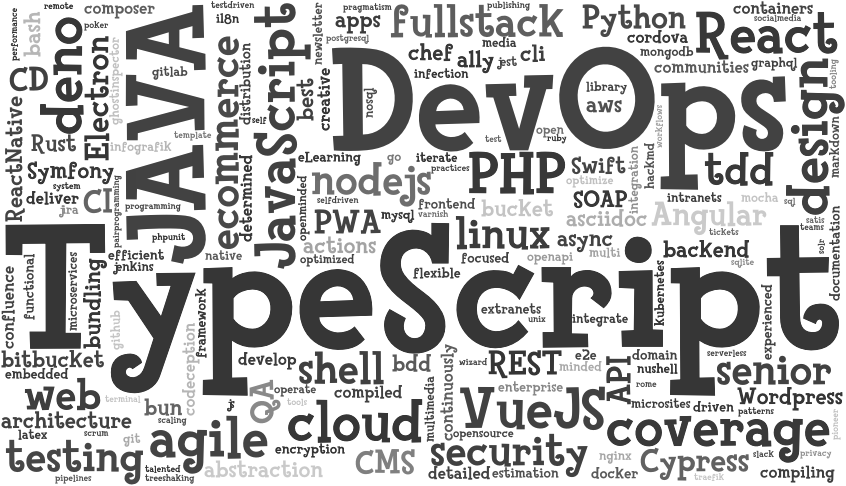 performance
remote
composer
testdriven
i18n
newsletter
pragmatism
apps
postgresql
fullstack
publishing
Python
cordova
mongodb
containers
socialmedia
React
graphql
tooling
bash
poker
deno
Electron
ghostinspector
JAVA
gitlab
ecommerce
distribution
JavaScript
self
best
creative
DevOps
nosql
chef
ally
media
jest
cli
infection
library
aws
communities
workflows
design
markdown
CD
ReactNative
Rust
infografik
template
Symfony
system
deliver
CI
jira
pairprogramming
programming
phpunit
determined
eLearning
go
iterate
practices
test
open
ruby
PHP
Swift
optimize
SOAP
integration
hackmd
tdd
intranets
mocha
sql
nodejs
selfdriven
openminded
PWA
mysql
frontend
varnish
bucket
asciidoc
Angular
tickets
satis
teams
solr
documentation
actions
optimized
native
efficient
jenkins
linux
focused
async
openapi
multi
backend
sqlite
flexible
TypeScript
confluence
functional
microservices
bundling
github
framework
codeception
extranets
unix
integrate
Kubernetes
experienced
bitbucket
embedded
develop
shell
bdd
continuously
wizard
REST
e2e
minded
API
domain
nushell
serverless
rome
senior
Wordpress
web
terminal
architecture
bun
scaling
js
QA
operate
tools
compiled
multimedia
enterprise
VueJS
microsites
driven
patterns
coverage
pioneer
latex
scrum
git
agile
cloud
opensource
encryption
testing
talented
treeshaking
pipelines
abstraction
CMS
security
detailed
estimation
nginx
docker
Cypress
traefik
slack
privacy
compiling